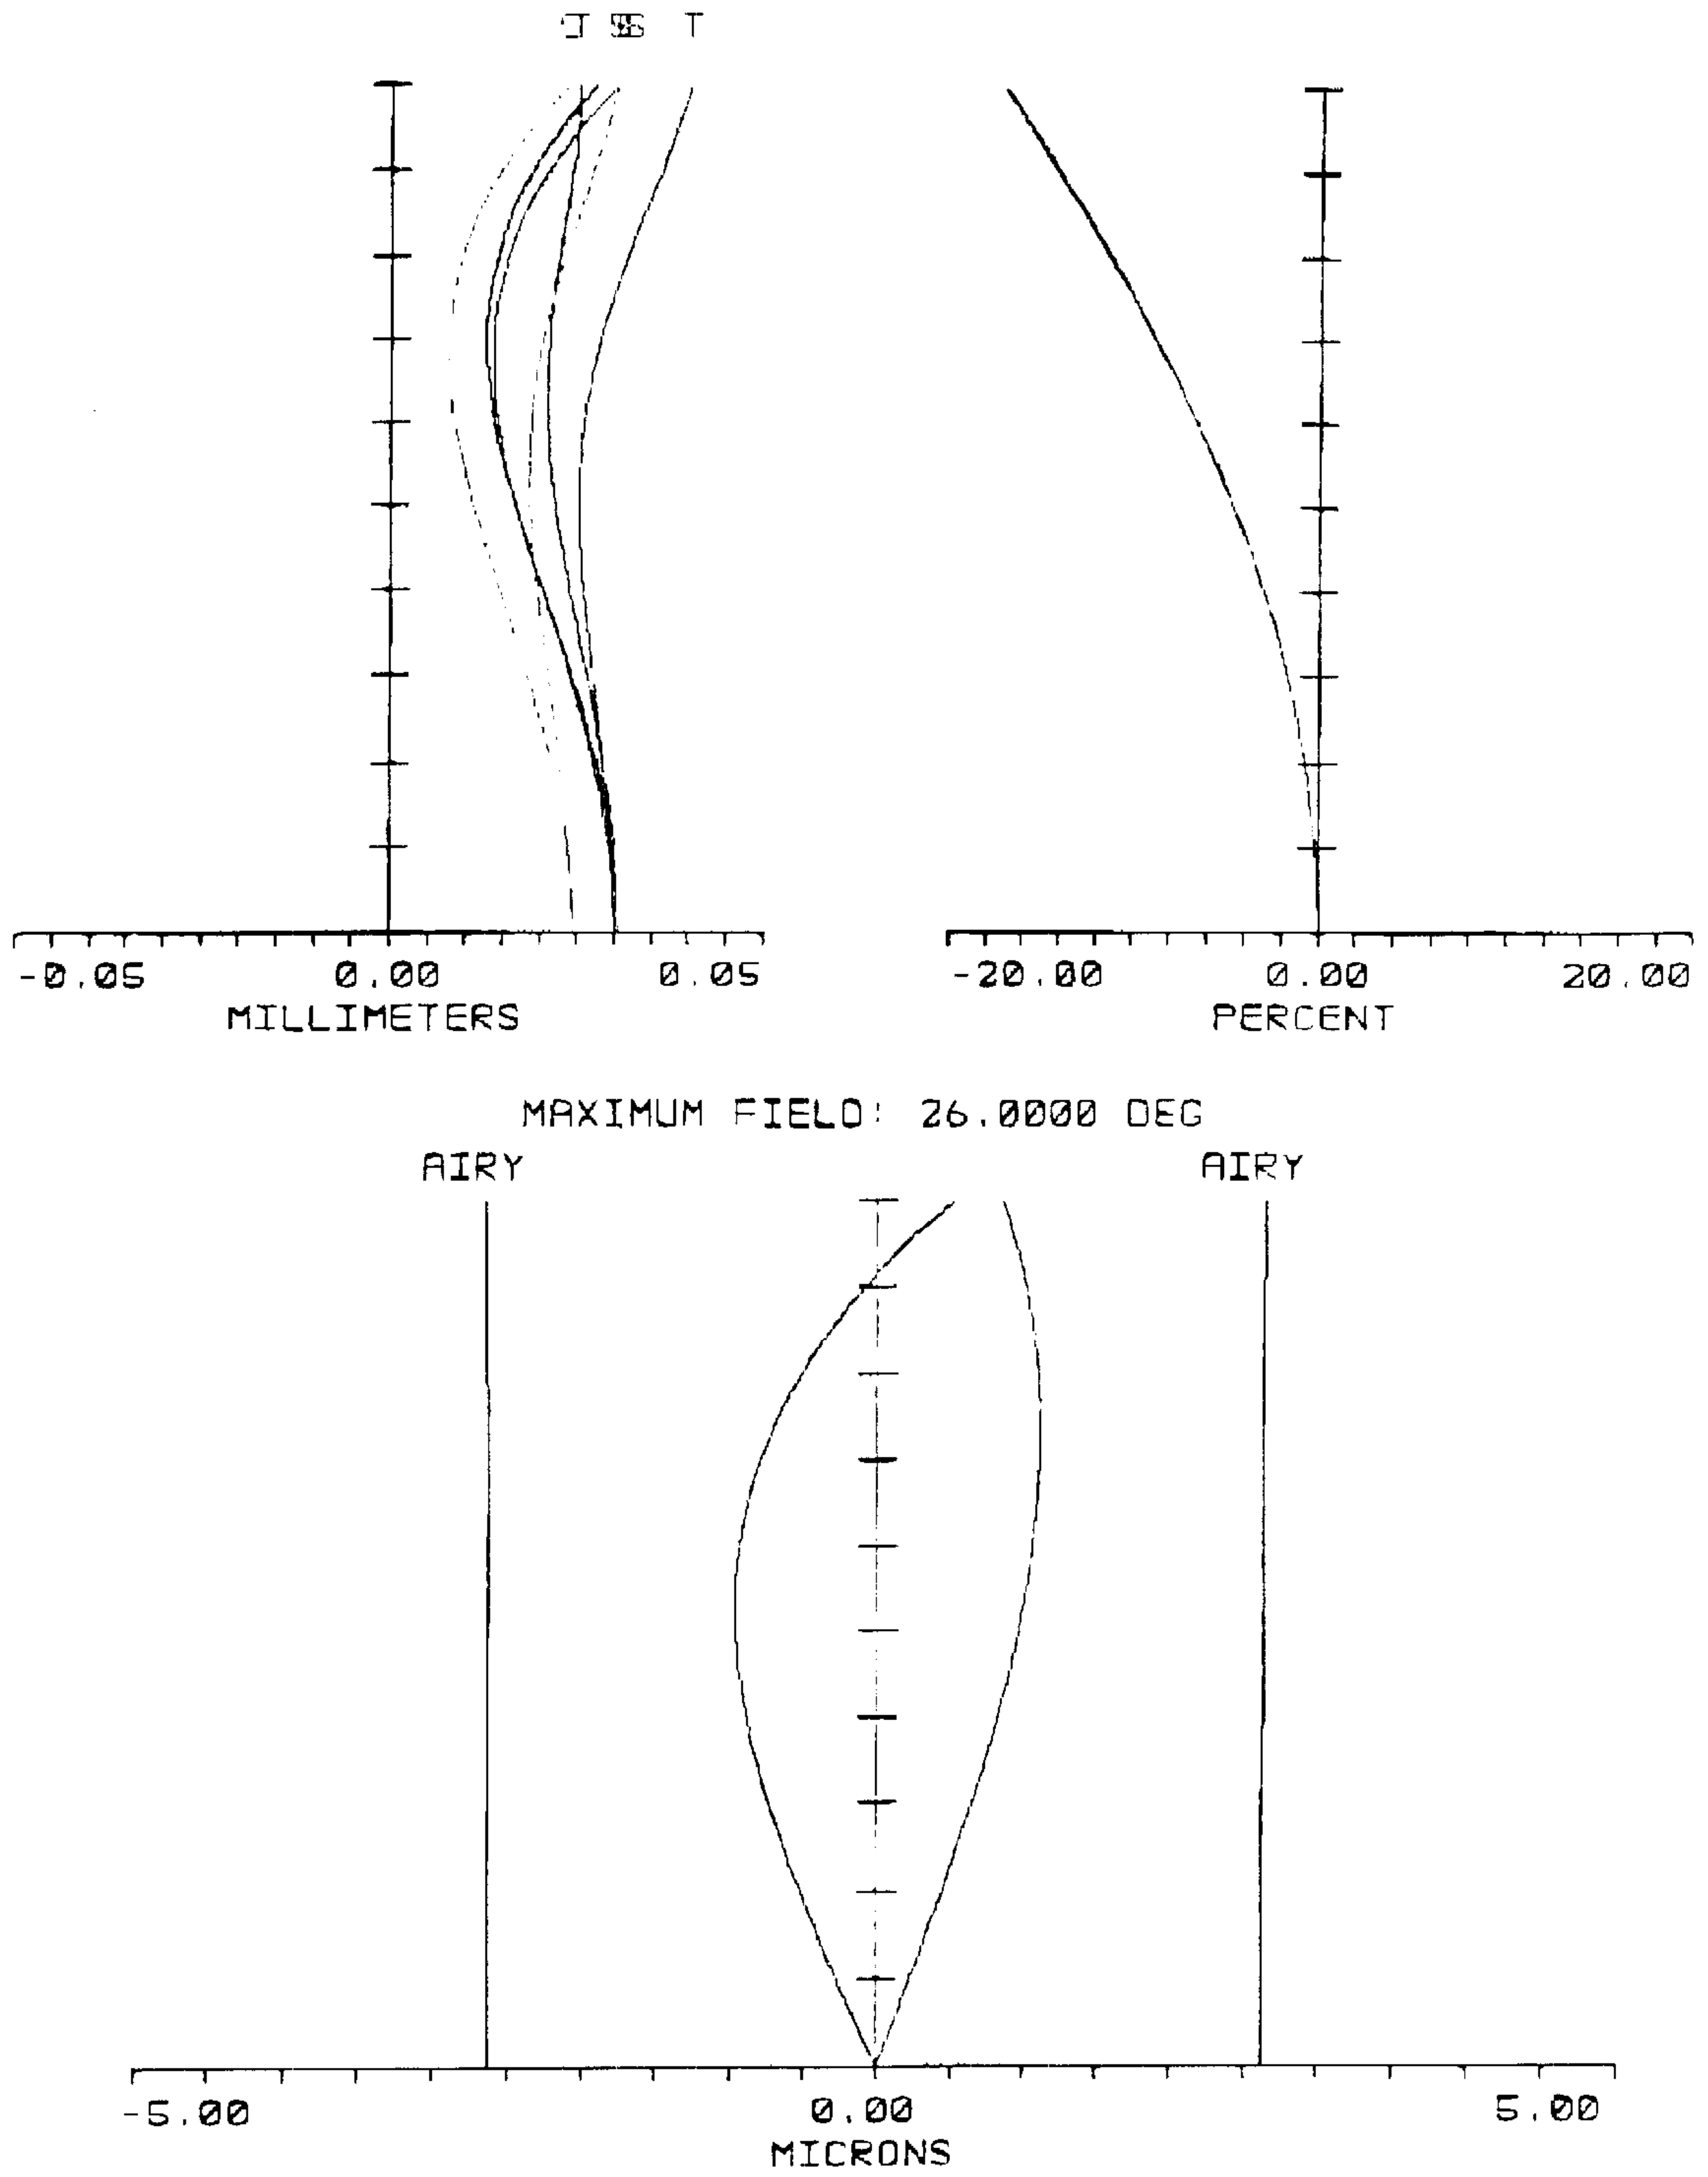 T
-0.05 0.00 0.05
MILLIMETERS
-20.00 0.00 20.00
PERCENT
MAXIMUM FIELD: 26.0000 DEG
AIRY AIRY
-5.00 0.00 5.00
MICRONS